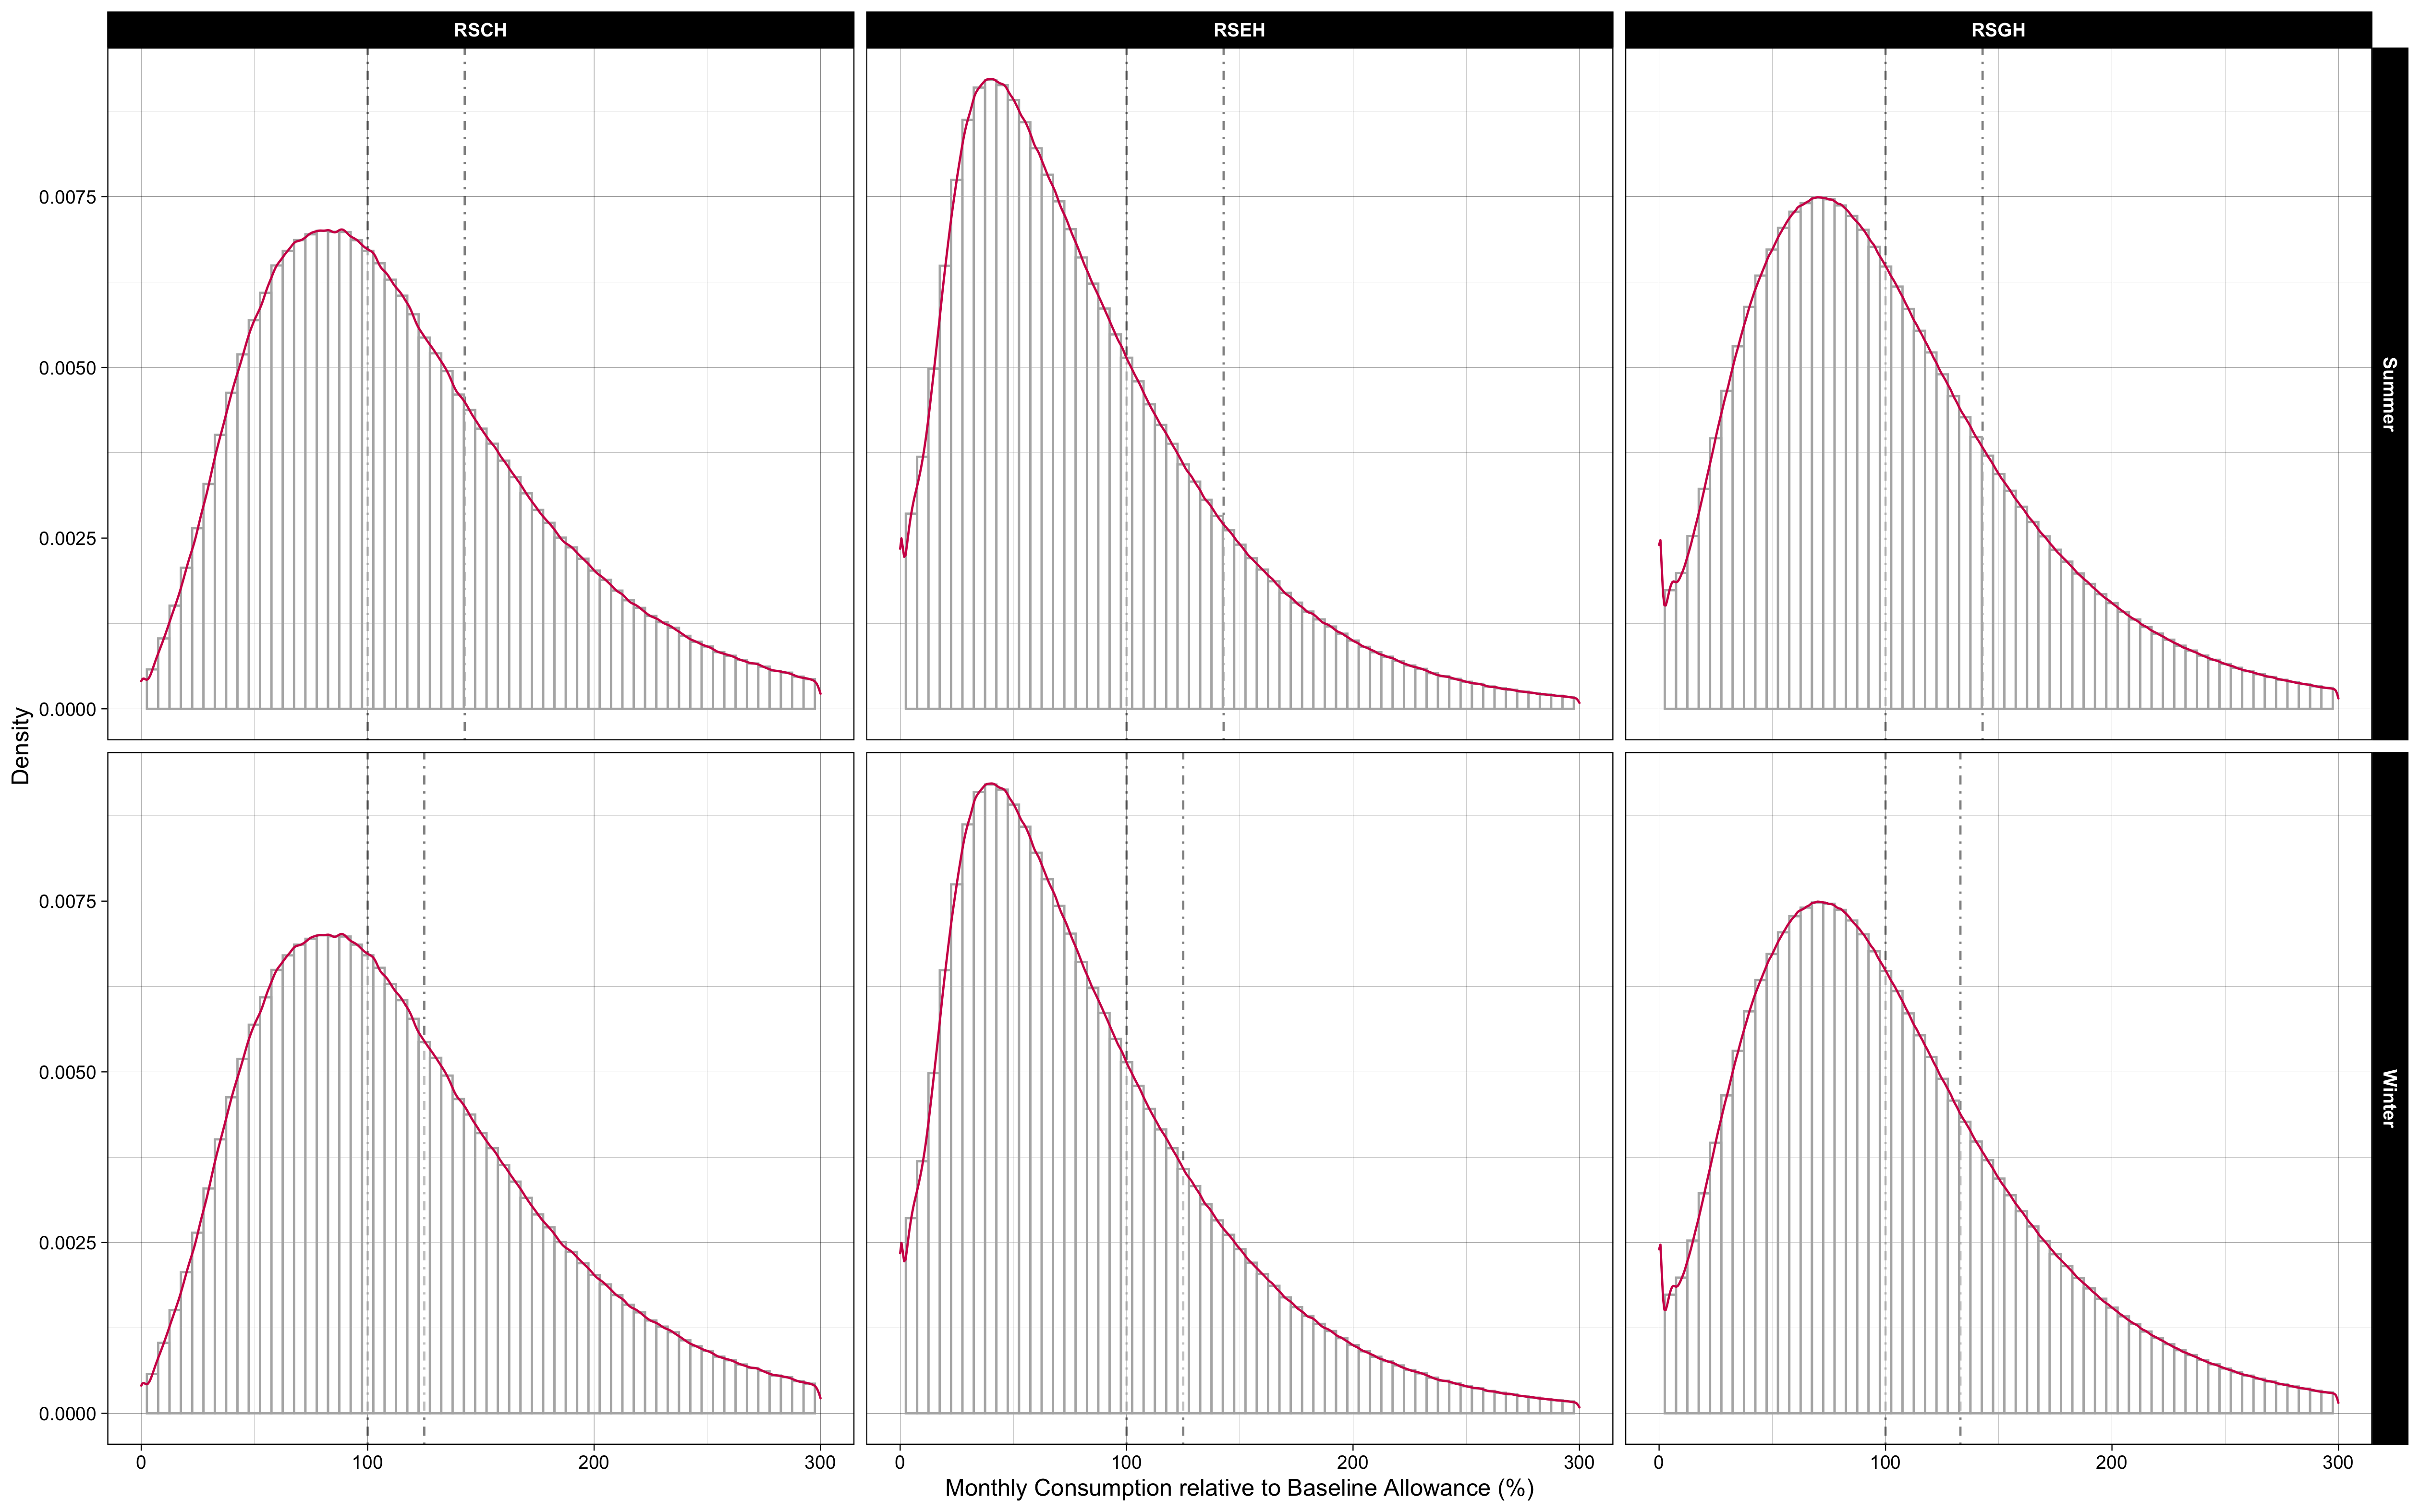 RSCH RSEH RSGH
Summer
0.0075
0.0050
0.0025
0.0000
Density
Winter
0.0075
0.0050
0.0025
0.0000
0 100 200 300 0 100 200 300 0 100 200 300
Monthly Consumption relative to Baseline Allowance (%)